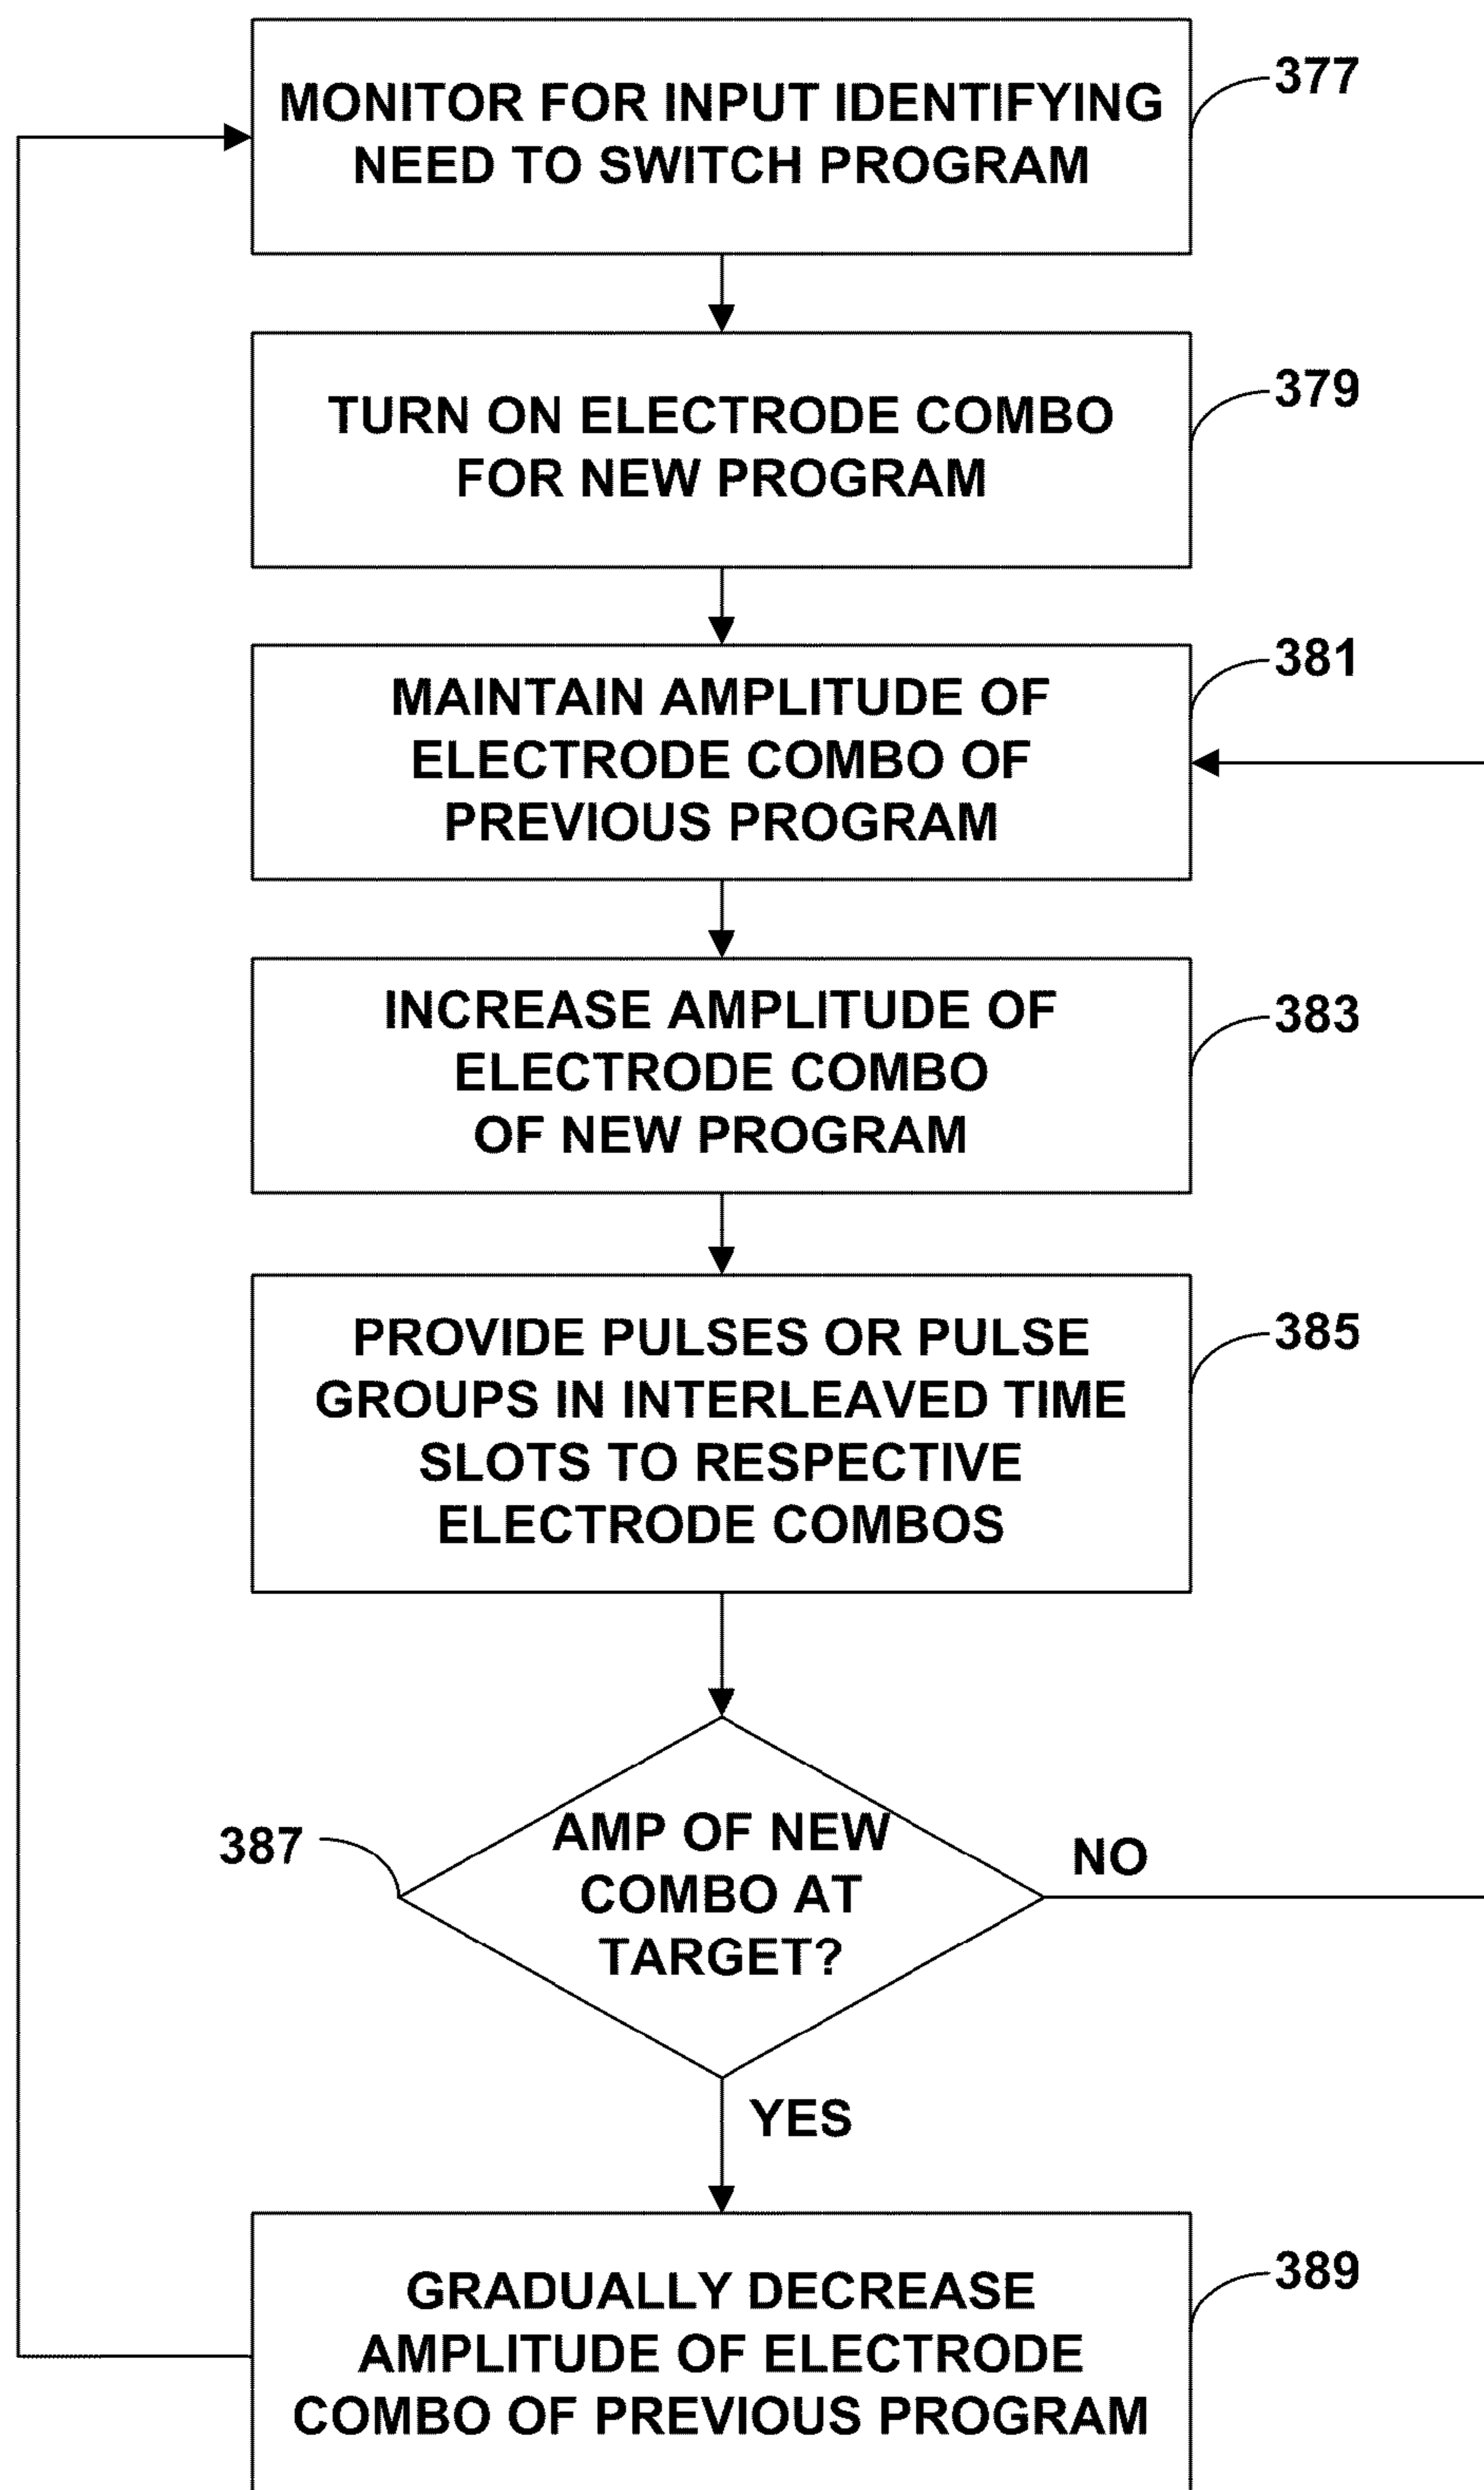 MONITOR FOR INPUT IDENTIFYING
NEED TO SWITCH PROGRAM
377
TURN ON ELECTRODE COMBO
FOR NEW PROGRAM
379
MAINTAIN AMPLITUDE OF
ELECTRODE COMBO OF
PREVIOUS PROGRAM
381
INCREASE AMPLITUDE OF
ELECTRODE COMBO
OF NEW PROGRAM
383
PROVIDE PULSES OR PULSE
GROUPS IN INTERLEAVED TIME
SLOTS TO RESPECTIVE
ELECTRODE COMBOS
385
387
AMP OF NEW
COMBO AT
TARGET?
NO
YES
GRADUALLY DECREASE
AMPLITUDE OF ELECTRODE
COMBO OF PREVIOUS PROGRAM
389